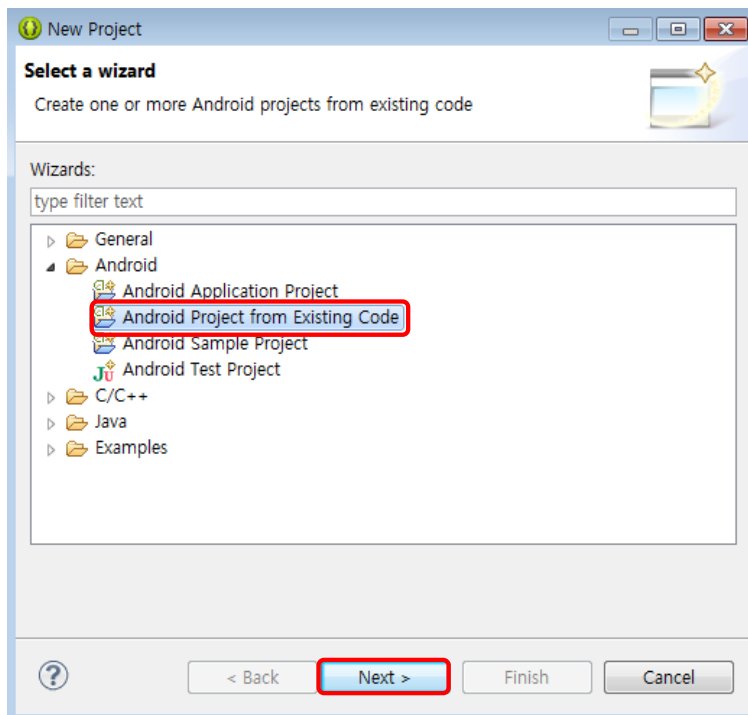 New Project
Select a wizard
Create one or more Android projects from existing code
Wizards:
type filter text
General
Android
Android Application Project
Android Project from Existing Code
Android Sample Project
Android Test Project
C/C++
Java
Examples
?
< Back Next > Finish Cancel